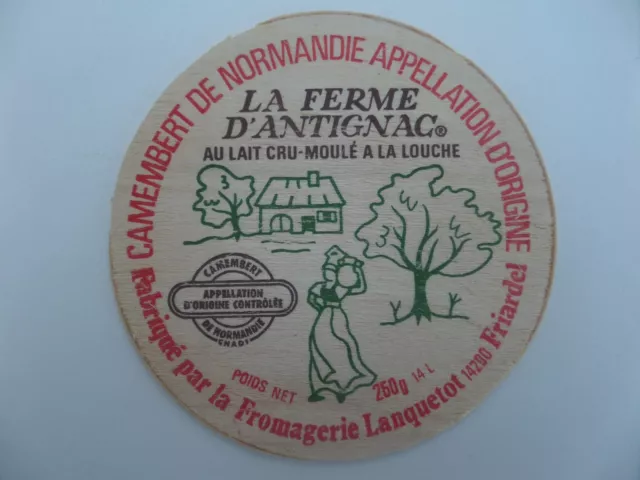 CAMEMBERT DE NORMANDIE APPELLATION D'ORIGINE
LA FERME
D'ANTIGNAC®
AU LAIT CRU-MOULÉ A LA LOUCHE
CAMEMBERT
APPELLATION
D'ORIGINE CONTRÔLÉE
DE NORMANDIE
CNAOF
POIDS NET 250g 14 L
Fabriqué par la Fromagerie Lanquetot 14290 Friardel